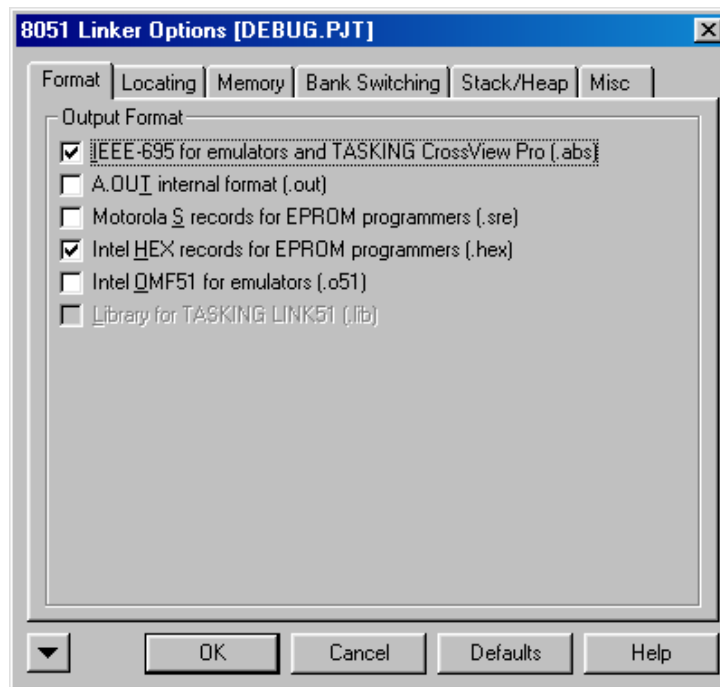 8051 Linker Options [DEBUG.PJT]
Format Locating Memory Bank Switching Stack/Heap Misc
Output Format
IEEE-695 for emulators and TASKING CrossView Pro (.abs)
A.OUT internal format (.out)
Motorola S records for EPROM programmers (.sre)
Intel HEX records for EPROM programmers (.hex)
Intel OMF51 for emulators (.o51)
Library for TASKING LINK51 (.lib)
OK Cancel Defaults Help